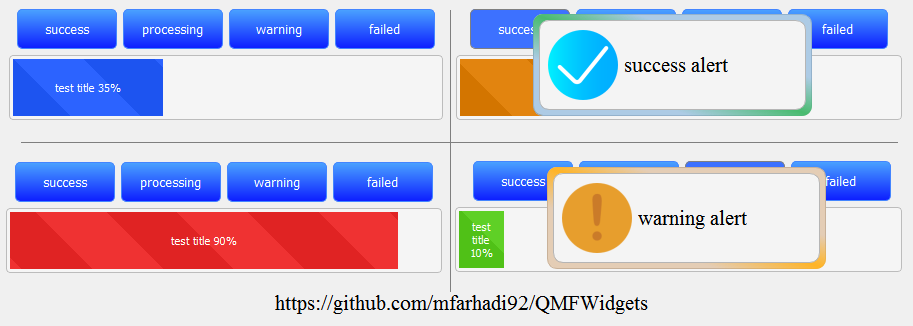 success processing warning failed
test title 35%
success failed
success alert
success processing warning failed
test title 90%
success failed
test
title
10%
warning alert
https://github.com/mfarhadi92/QMFWidgets